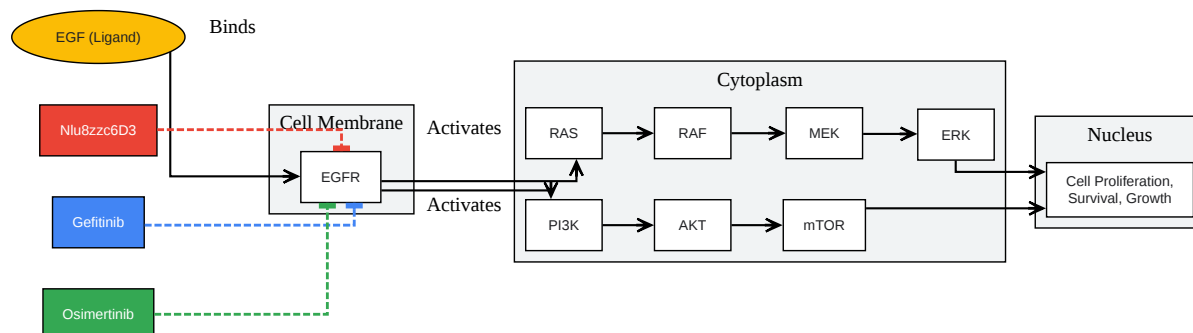 EGF (Ligand)
Binds
Nlu8zzc6D3
Gefitinib
Osimertinib
Cell Membrane
EGFR
Activates
Activates
Cytoplasm
RAS
RAF
MEK
ERK
PI3K
AKT
mTOR
Nucleus
Cell Proliferation,
Survival, Growth